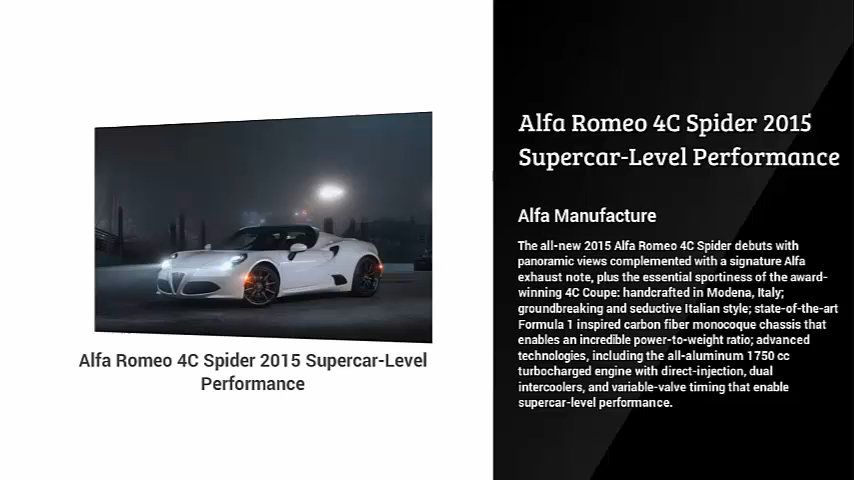 Alfa Romeo 4C Spider 2015 Supercar-Level
Performance
Alfa Romeo 4C Spider 2015
Supercar-Level Performance
Alfa Manufacture
The all-new 2015 Alfa Romeo 4C Spider debuts with
panoramic views complemented with a signature Alfa
exhaust note, plus the essential sportiness of the award-
winning 4C Coupe: handcrafted in Modena, Italy;
groundbreaking and seductive Italian style; state-of-the-art
Formula 1 inspired carbon fiber monocoque chassis that
enables an incredible power-to-weight ratio; advanced
technologies, including the all-aluminum 1750 cc
turbocharged engine with direct-injection, dual
intercoolers, and variable-valve timing that enable
supercar-level performance.